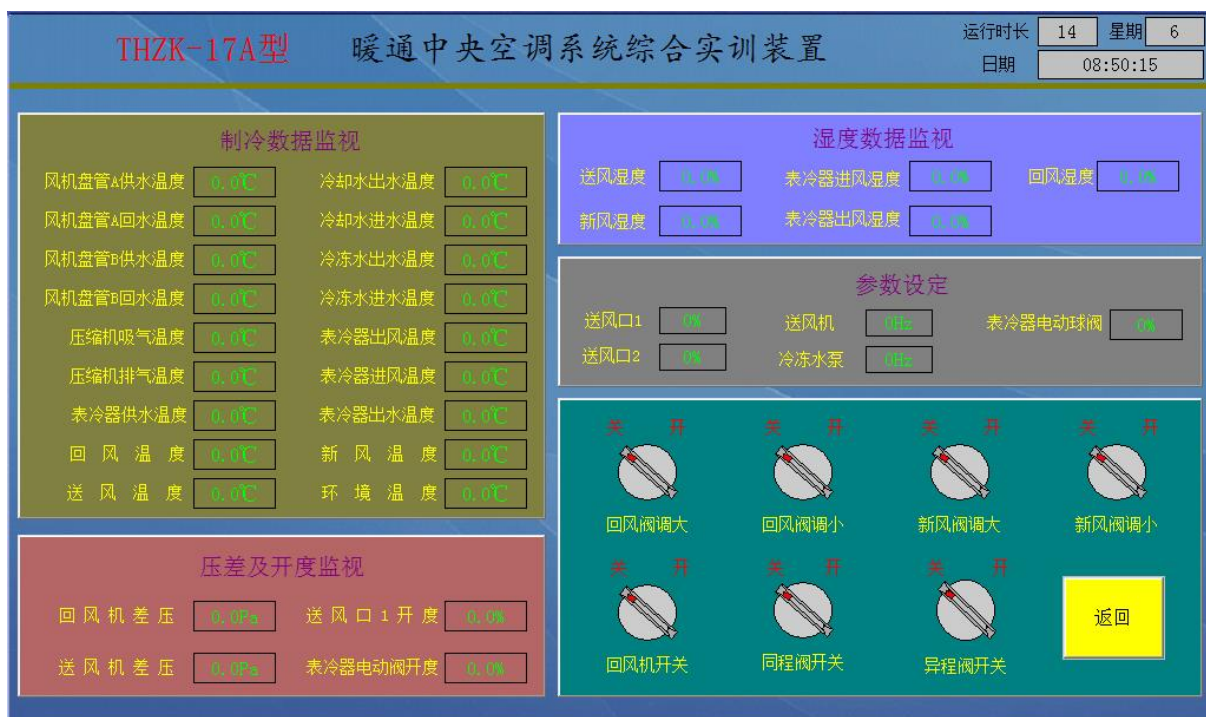 THZK-17A型 暖通中央空调系统综合实训装置
运行时长 14 星期 6
日期 08:50:15
制冷数据监视
风机盘管A供水温度 0.0℃ 冷却水出水温度 0.0℃
风机盘管A回水温度 0.0℃ 冷却水进水温度 0.0℃
风机盘管B供水温度 0.0℃ 冷冻水出水温度 0.0℃
风机盘管B回水温度 0.0℃ 冷冻水进水温度 0.0℃
压缩机吸气温度 0.0℃ 表冷器出风温度 0.0℃
压缩机排气温度 0.0℃ 表冷器进风温度 0.0℃
表冷器供水温度 0.0℃ 表冷器出水温度 0.0℃
回风温度 0.0℃ 新风温度 0.0℃
送风温度 0.0℃ 环境温度 0.0℃
压差及开度监视
回风机差压 0.0Pa 送风口1开度 0.0%
送风机差压 0.0Pa 表冷器电动阀开度 0.0%
湿度数据监视
送风湿度 0.0% 表冷器进风湿度 0.0% 回风湿度 0.0%
新风湿度 0.0% 表冷器出风湿度 0.0%
参数设定
送风口1 0% 送风机 0Hz 表冷器电动球阀 0%
送风口2 0% 冷冻水泵 0Hz
关 开 关 开 关 开 关 开
回风阀调大 回风阀调小 新风阀调大 新风阀调小
关 开 关 开 关 开
返回
回风机开关 同程阀开关 异程阀开关